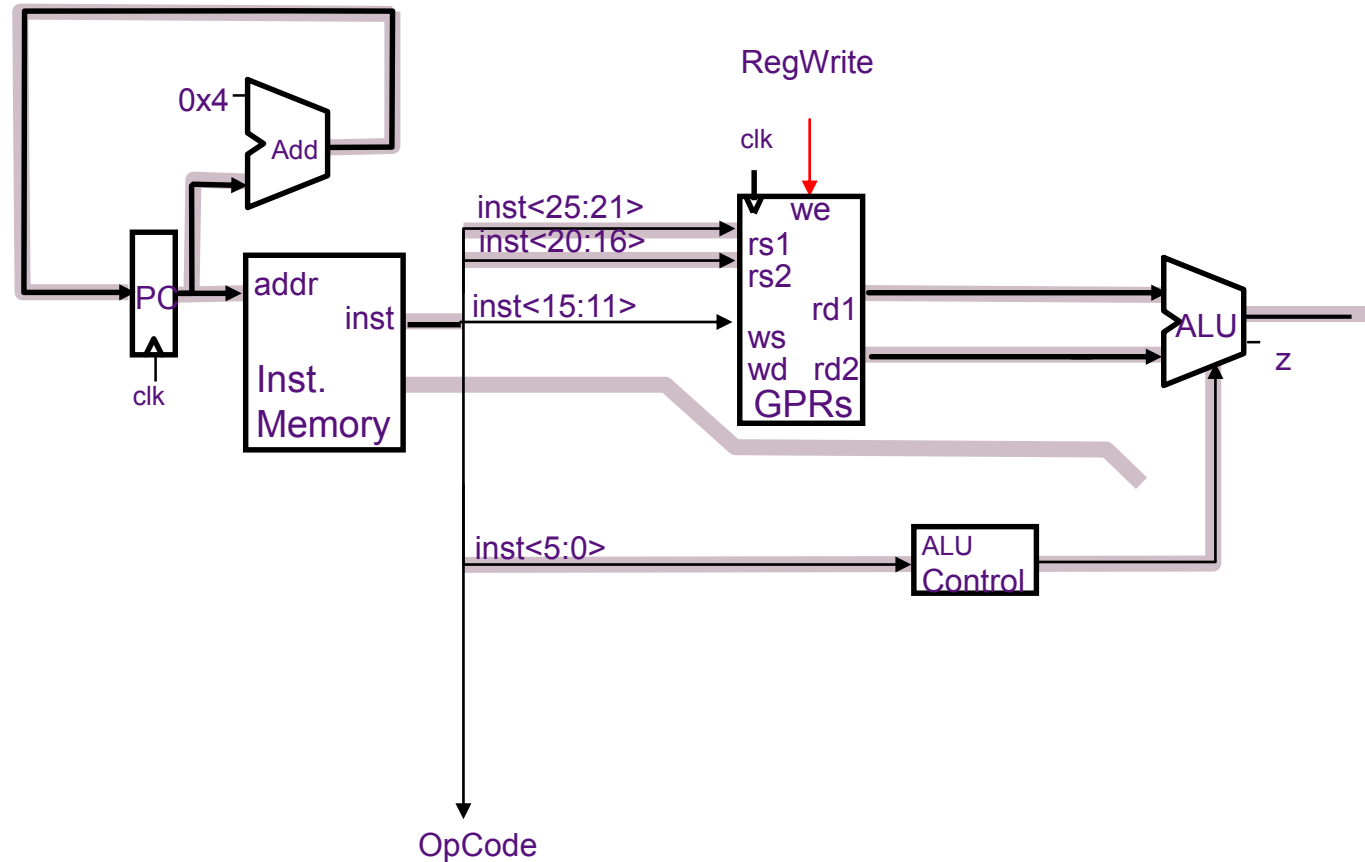 RegWrite
0x4
Add
clk
inst<25:21>
we
inst<20:16>
rs1
rs2
PC
addr
inst
inst<15:11>
rd1
ws
wd
rd2
GPRs
ALU
z
clk
Inst.
Memory
inst<5:0>
ALU
Control
OpCode